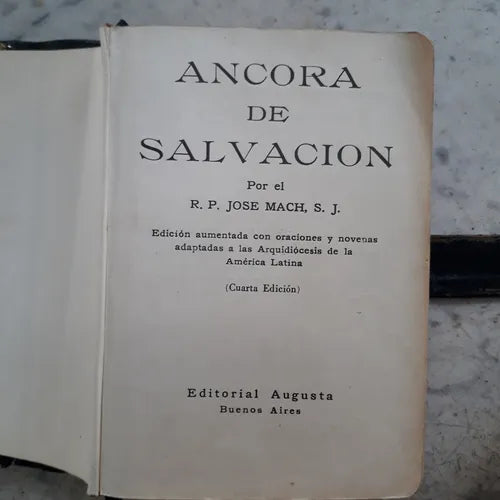 ANCORA
DE
SALVACION
Por el
R. P. JOSE MACH, S. J.
Edición aumentada con oraciones y novenas
adaptadas a las Arquidiócesis de la
América Latina
(Cuarta Edición)
Editorial Augusta
Buenos Aires